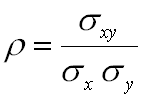 ρ = σxy / σx σy